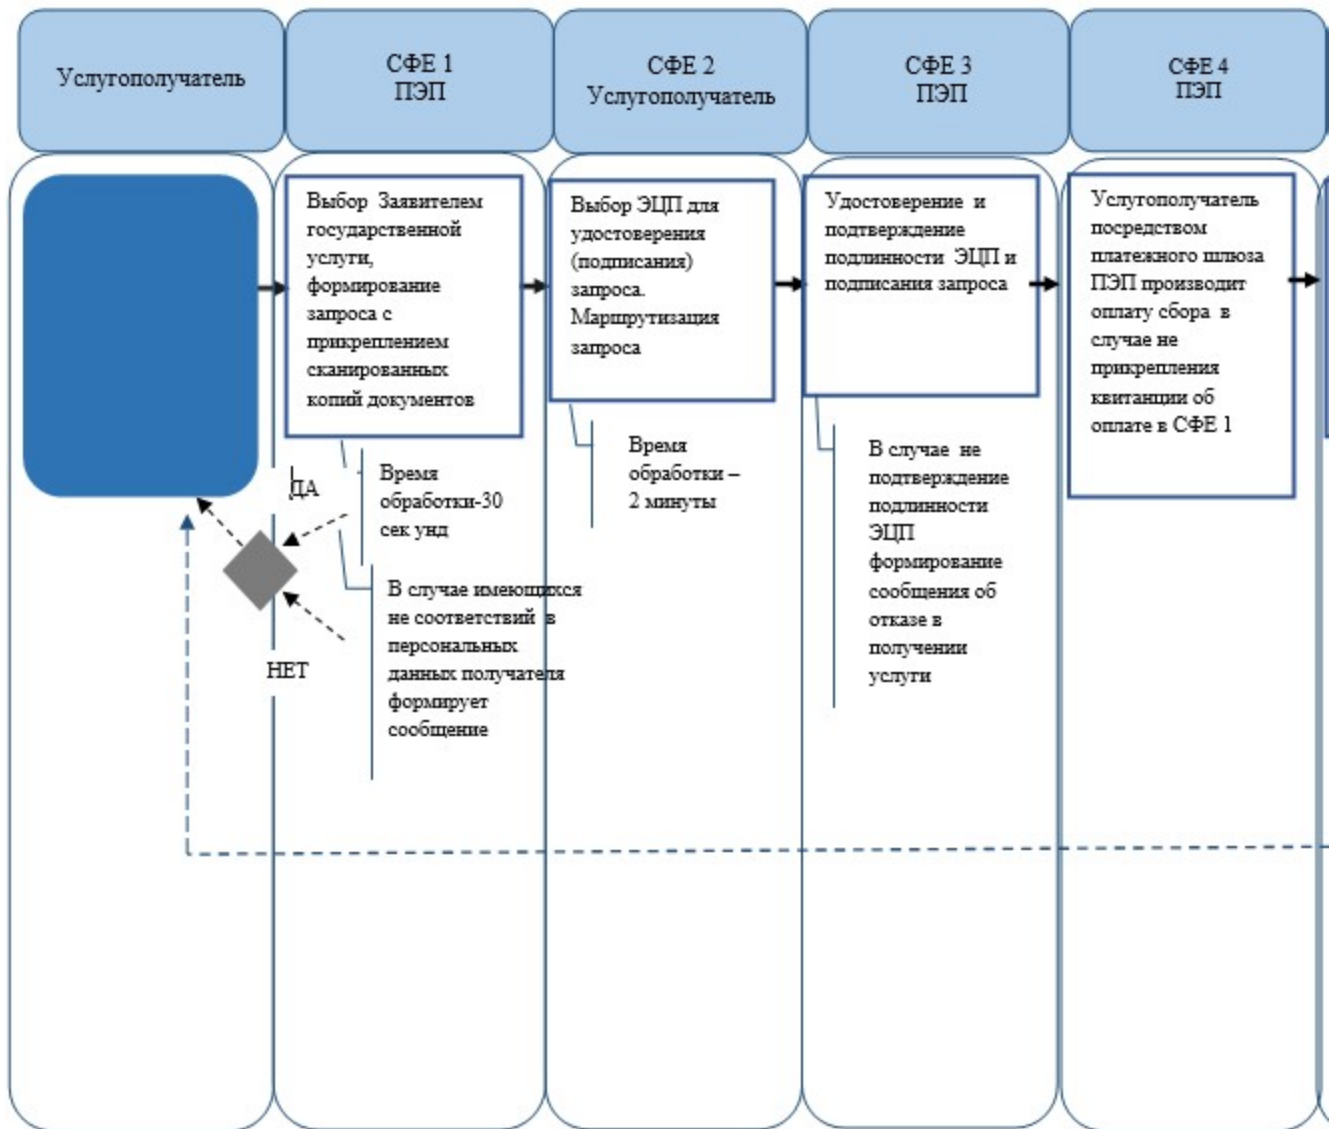 Услугополучатель
СФЕ 1
ПЭП
СФЕ 2
Услугополучатель
СФЕ 3
ПЭП
СФЕ 4
ПЭП
Выбор Заявителем
государственной
услуги,
формирование
запроса с
прикреплением
сканированных
копий документов
Выбор ЭЦП для
удостоверения
(подписания)
запроса.
Маршрутизация
запроса
Удостоверение и
подтверждение
подлинности ЭЦП и
подписания запроса
Услугополучатель
посредством
платежного шлюза
ПЭП производит
оплату сбора в
случае не
прикрепления
квитанции об
оплате в СФЕ 1
ДА
Время
обработки-30
сек унд
НЕТ
В случае имеющихся
не соответствий в
персональных
данных получателя
формирует
сообщение
Время
обработки –
2 минуты
В случае не
подтверждение
подлинности
ЭЦП
формирование
сообщения об
отказе в
получении
услуги